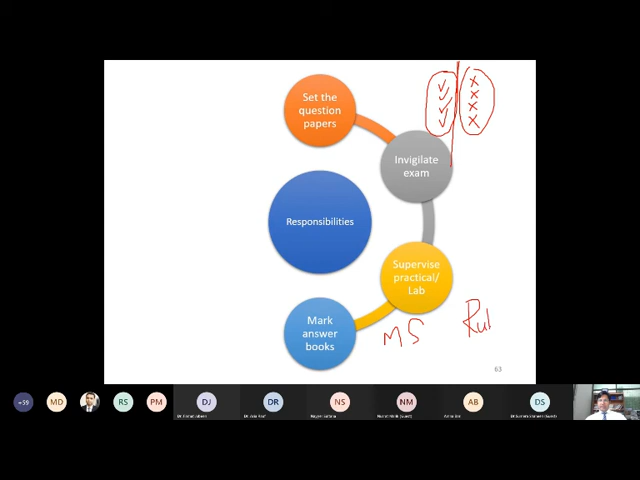 Set the
question
papers
Invigilate
exam
Responsibilities
Supervise
practical/
Lab
Mark
answer
books
MS
Rul
63
+59
MD
RS
PM
DJ
DR
NS
NM
AB
DS